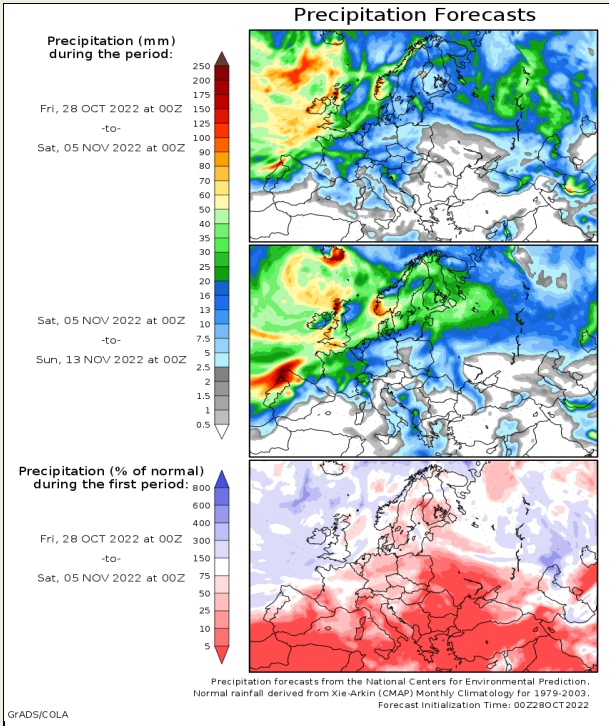 Precipitation Forecasts
Precipitation (mm)
during the period:
Fri, 28 OCT 2022 at 00Z
-to-
Sat, 05 NOV 2022 at 00Z
250
200
175
150
125
100
90
80
70
60
50
40
35
30
25
20
16
13
10
7.5
5
2.5
2
1.5
1
0.5
Sat, 05 NOV 2022 at 00Z
-to-
Sun, 13 NOV 2022 at 00Z
Precipitation (% of normal)
during the first period:
Fri, 28 OCT 2022 at 00Z
-to-
Sat, 05 NOV 2022 at 00Z
800
600
400
300
150
75
50
25
10
5
Precipitation forecasts from the National Centers for Environmental Prediction.
Normal rainfall derived from Xie-Arkin (CMAP) Monthly Climatology for 1979-2003.
Forecast Initialization Time: 00Z28OCT2022
GrADS/COLA